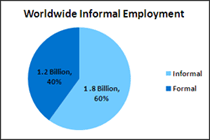 Worldwide Informal Employment
1.2 Billion,
40%
1.8 Billion,
60%
Informal
Formal